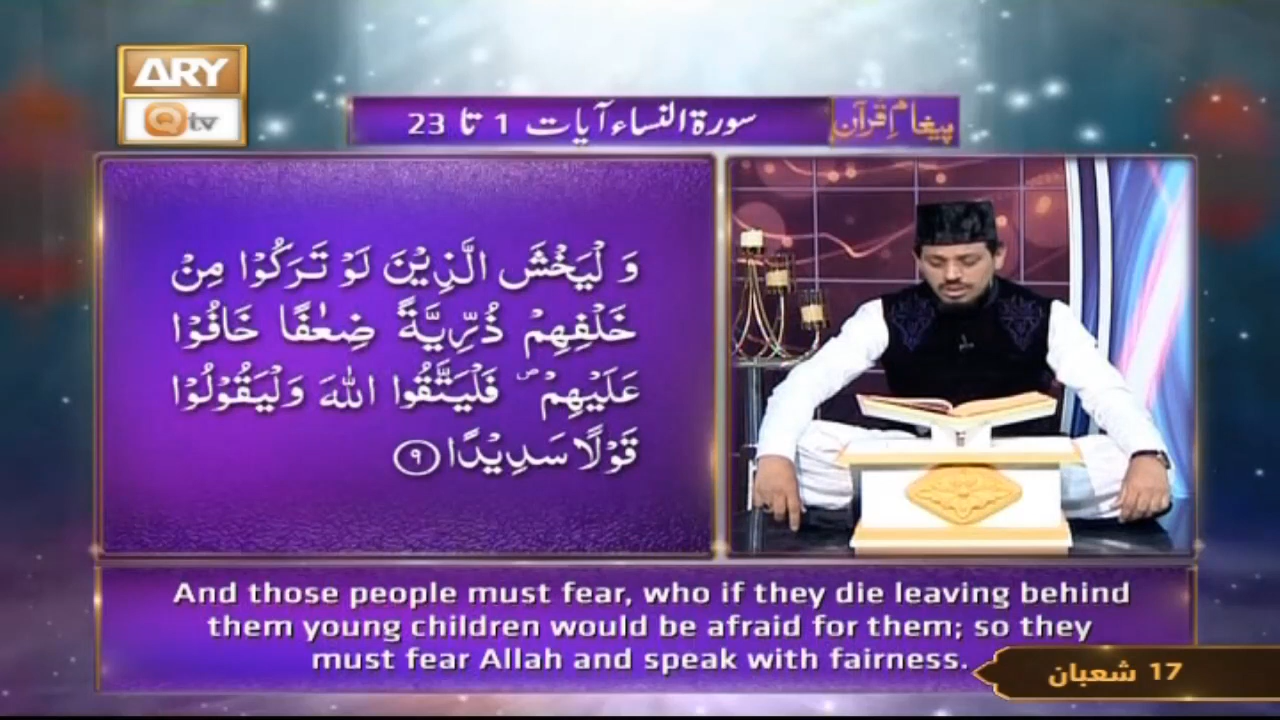 ARY
Qtv
پیغامِ قرآن
سورۃ النساء آیات 1 تا 23
وَ لْیَخْشَ الَّذِیْنَ لَوْ تَرَكُوْا مِنْ
خَلْفِهِمْ ذُرِّیَّةً ضِعٰفًا خَافُوْا
عَلَیْهِمْ ۪ فَلْیَتَّقُوا اللّٰهَ وَلْیَقُوْلُوْا
قَوْلًا سَدِیْدًا ﴿۹﴾
And those people must fear, who if they die leaving behind
them young children would be afraid for them; so they
must fear Allah and speak with fairness.
17 شعبان